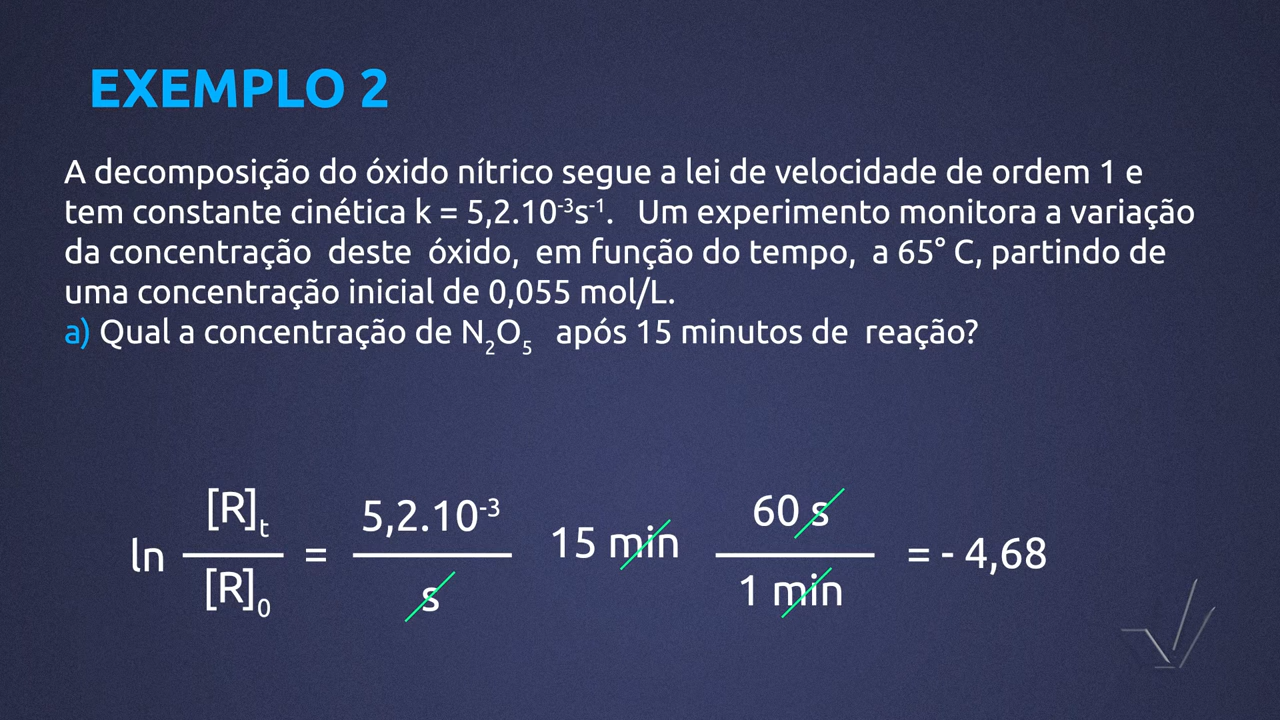 EXEMPLO 2
A decomposição do óxido nítrico segue a lei de velocidade de ordem 1 e
tem constante cinética k = 5,2.10⁻³s⁻¹. Um experimento monitora a variação
da concentração deste óxido, em função do tempo, a 65° C, partindo de
uma concentração inicial de 0,055 mol/L.
a) Qual a concentração de N₂O₅ após 15 minutos de reação?
ln [R]ₜ / [R]₀ = 5,2.10⁻³ / s 15 min 60 s / 1 min = - 4,68